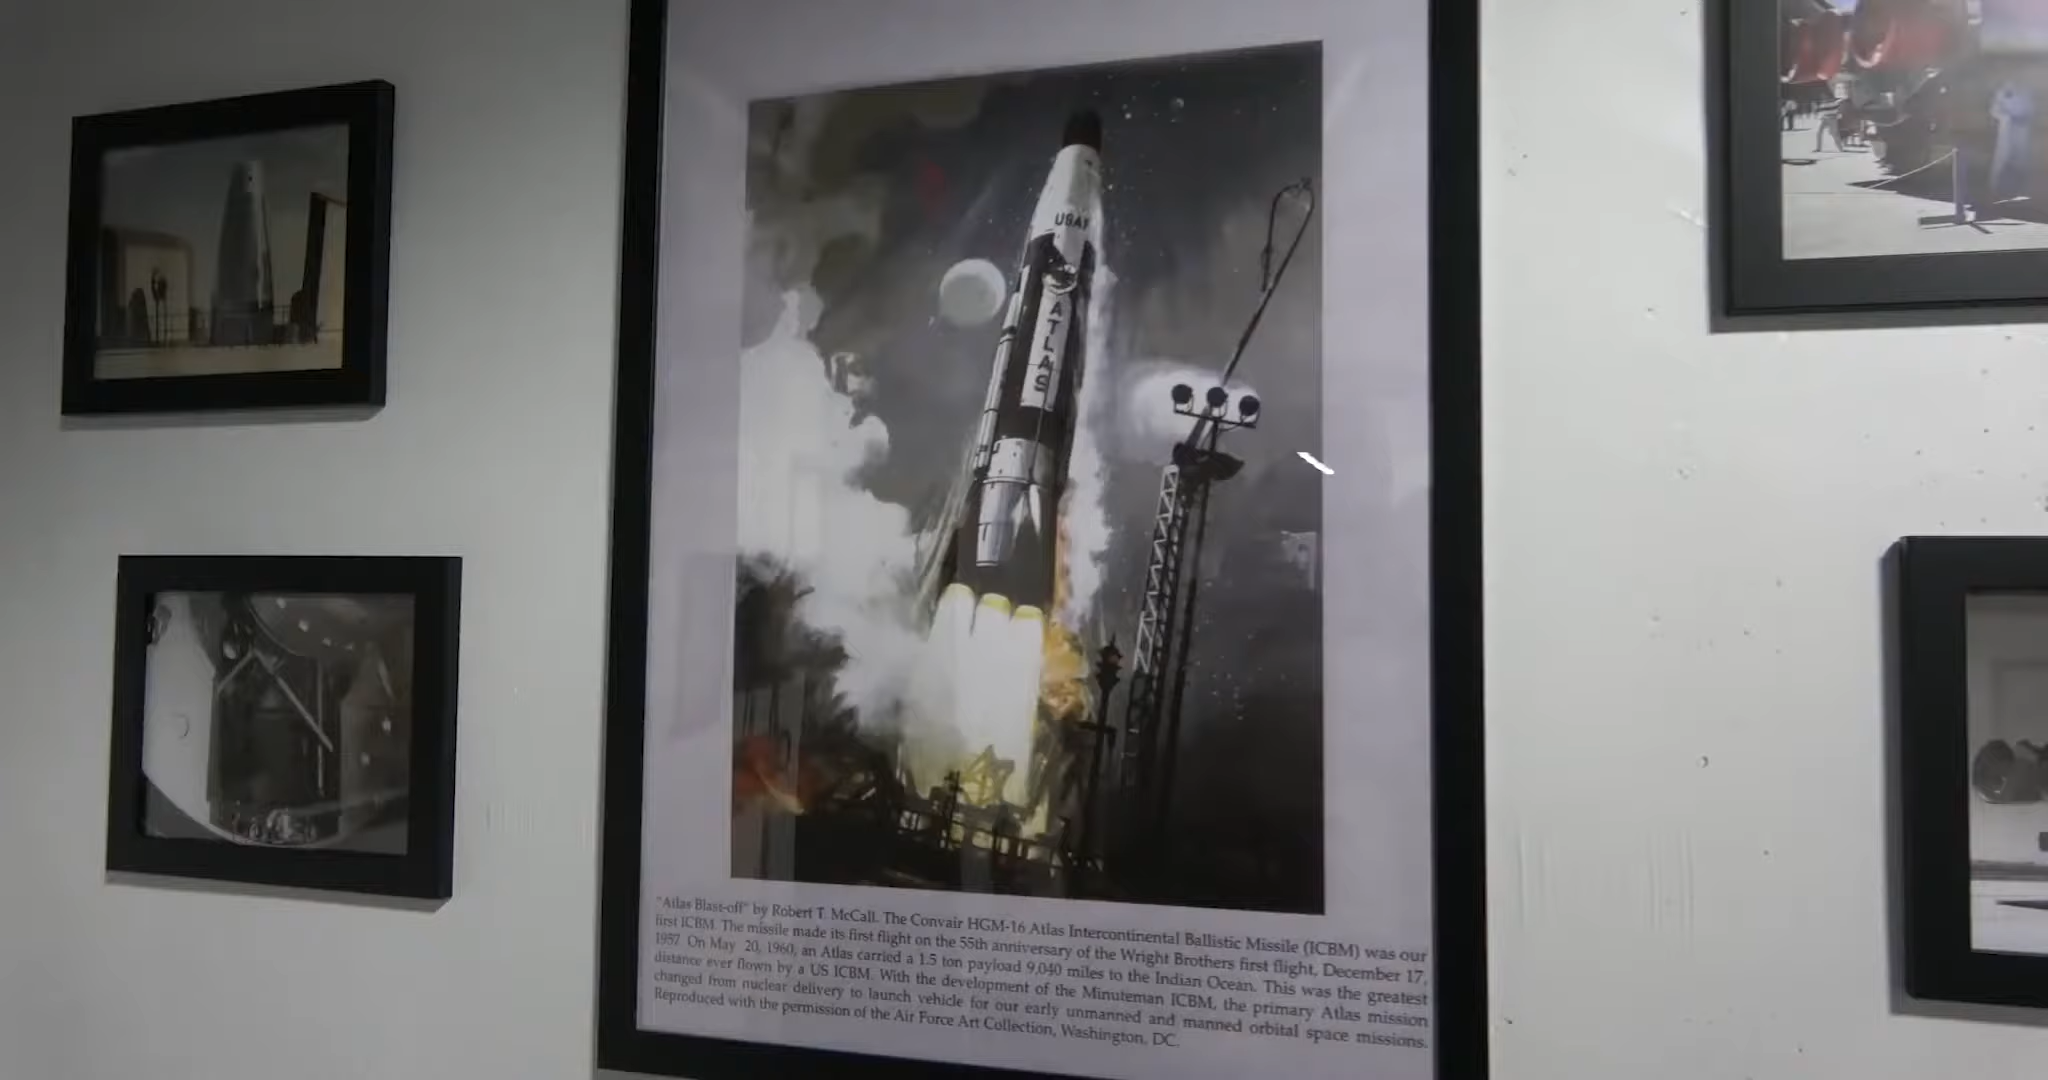 USAF
ATLAS
"Atlas Blast-off" by Robert T. McCall. The Convair HGM-16 Atlas Intercontinental Ballistic Missile (ICBM) was our
first ICBM. The missile made its first flight on the 55th anniversary of the Wright Brothers first flight, December 17,
1957. On May 20, 1960, an Atlas carried a 1.5 ton payload 9,040 miles to the Indian Ocean. This was the greatest
distance ever flown by a US ICBM. With the development of the Minuteman ICBM, the primary Atlas mission
changed from nuclear delivery to launch vehicle for our early unmanned and manned orbital space missions.
Reproduced with the permission of the Air Force Art Collection, Washington, DC.